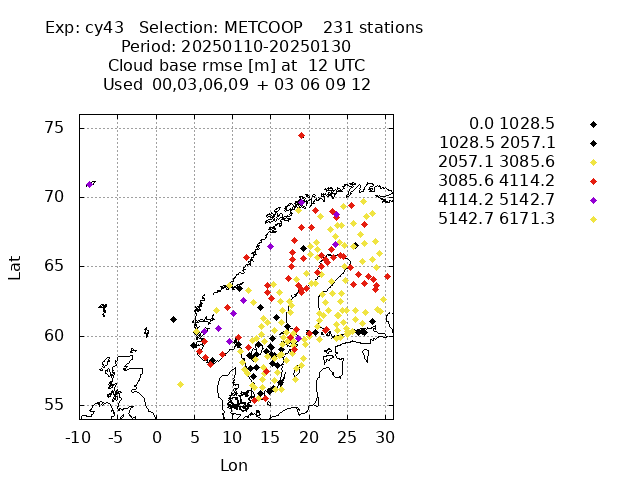 Exp: cy43 Selection: METCOOP 231 stations
Period: 20250110-20250130
Cloud base rmse [m] at 12 UTC
Used 00,03,06,09 + 03 06 09 12
0.0 1028.5
1028.5 2057.1
2057.1 3085.6
3085.6 4114.2
4114.2 5142.7
5142.7 6171.3
75
70
65
60
55
Lat
-10 -5 0 5 10 15 20 25 30
Lon